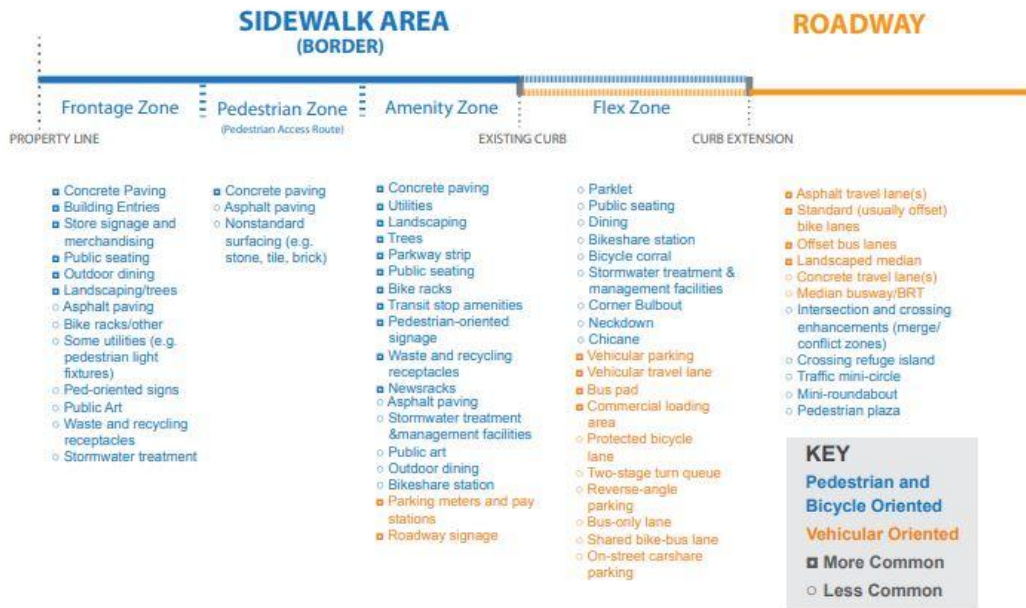 SIDEWALK AREA
(BORDER)
ROADWAY
Frontage Zone
Pedestrian Zone
(Pedestrian Access Route)
Amenity Zone
Flex Zone
PROPERTY LINE
EXISTING CURB
CURB EXTENSION
Concrete Paving
Building Entries
Store signage and
merchandising
Public seating
Outdoor dining
Landscaping/trees
Asphalt paving
Bike racks/other
Some utilities (e.g.
pedestrian light
fixtures)
Ped-oriented signs
Public Art
Waste and recycling
receptacles
Stormwater treatment
Concrete paving
Asphalt paving
Nonstandard
surfacing (e.g.
stone, tile, brick)
Concrete paving
Utilities
Landscaping
Trees
Parkway strip
Public seating
Bike racks
Transit stop amenities
Pedestrian-oriented
signage
Waste and recycling
receptacles
Newsracks
Asphalt paving
Stormwater treatment
&management facilities
Public art
Outdoor dining
Bikeshare station
Parking meters and pay
stations
Roadway signage
Parklet
Public seating
Dining
Bikeshare station
Bicycle corral
Stormwater treatment &
management facilities
Corner Bulbout
Neckdown
Chicane
Vehicular parking
Vehicular travel lane
Bus pad
Commercial loading
area
Protected bicycle
lane
Two-stage turn queue
Reverse-angle
parking
Bus-only lane
Shared bike-bus lane
On-street carshare
parking
Asphalt travel lane(s)
Standard (usually offset)
bike lanes
Offset bus lanes
Landscaped median
Concrete travel lane(s)
Median busway/BRT
Intersection and crossing
enhancements (merge/
conflict zones)
Crossing refuge island
Traffic mini-circle
Mini-roundabout
Pedestrian plaza
KEY
Pedestrian and
Bicycle Oriented
Vehicular Oriented
More Common
Less Common